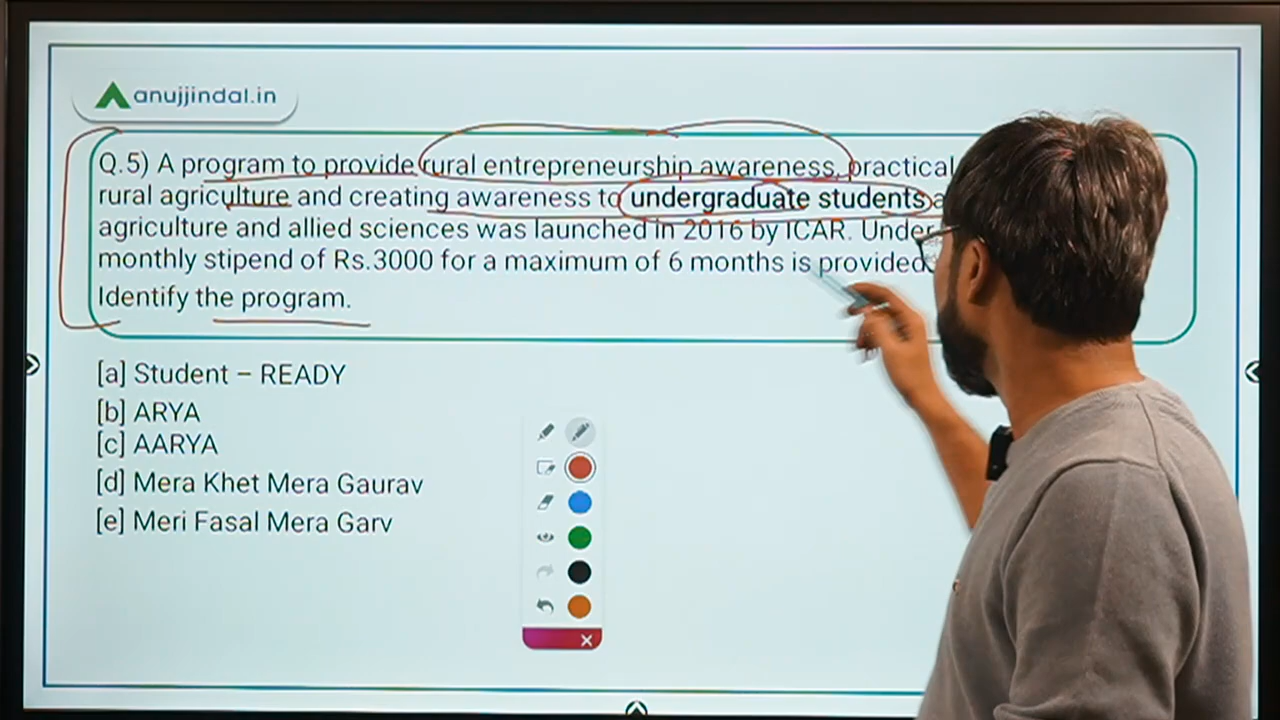 anujjindal.in
Q.5) A program to provide rural entrepreneurship awareness, practical
rural agriculture and creating awareness to undergraduate students
agriculture and allied sciences was launched in 2016 by ICAR. Under
monthly stipend of Rs.3000 for a maximum of 6 months is provided
Identify the program.
[a] Student – READY
[b] ARYA
[c] AARYA
[d] Mera Khet Mera Gaurav
[e] Meri Fasal Mera Garv